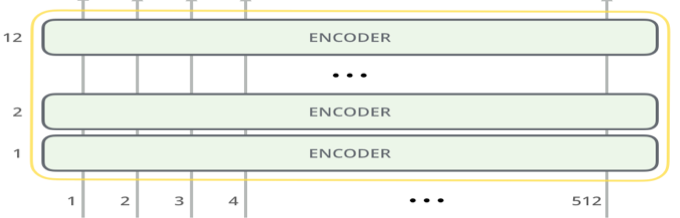 12 ENCODER
•••
2 ENCODER
1 ENCODER
1 2 3 4 ••• 512